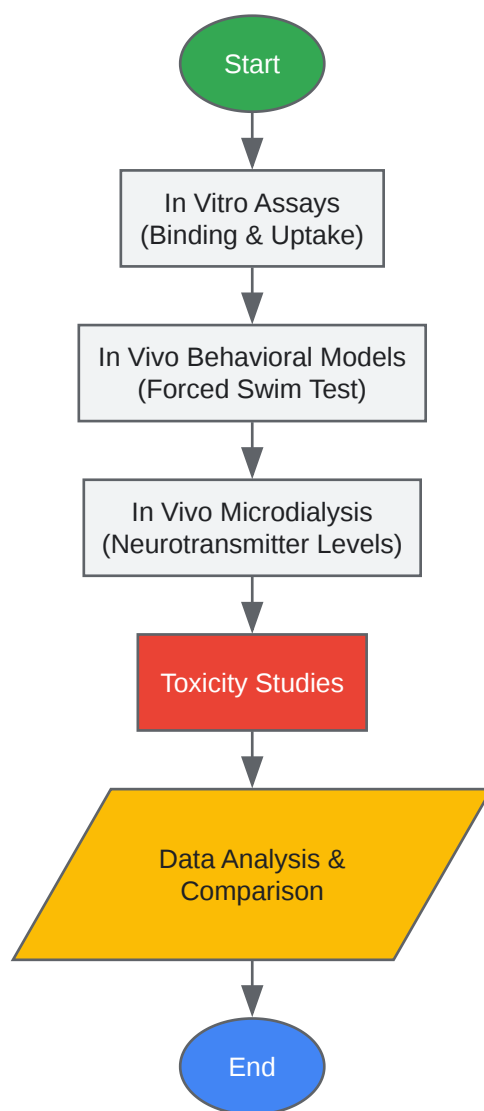 Start
In Vitro Assays
(Binding & Uptake)
In Vivo Behavioral Models
(Forced Swim Test)
In Vivo Microdialysis
(Neurotransmitter Levels)
Toxicity Studies
Data Analysis &
Comparison
End